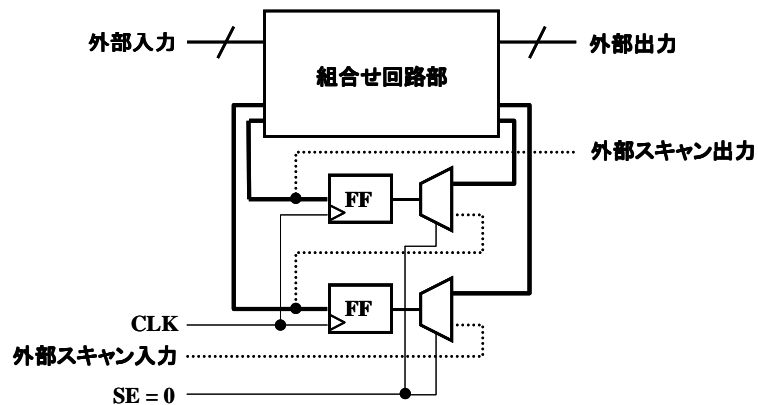 外部入力
外部出力
組合せ回路部
外部スキャン出力
FF
FF
CLK
外部スキャン入力
SE = 0